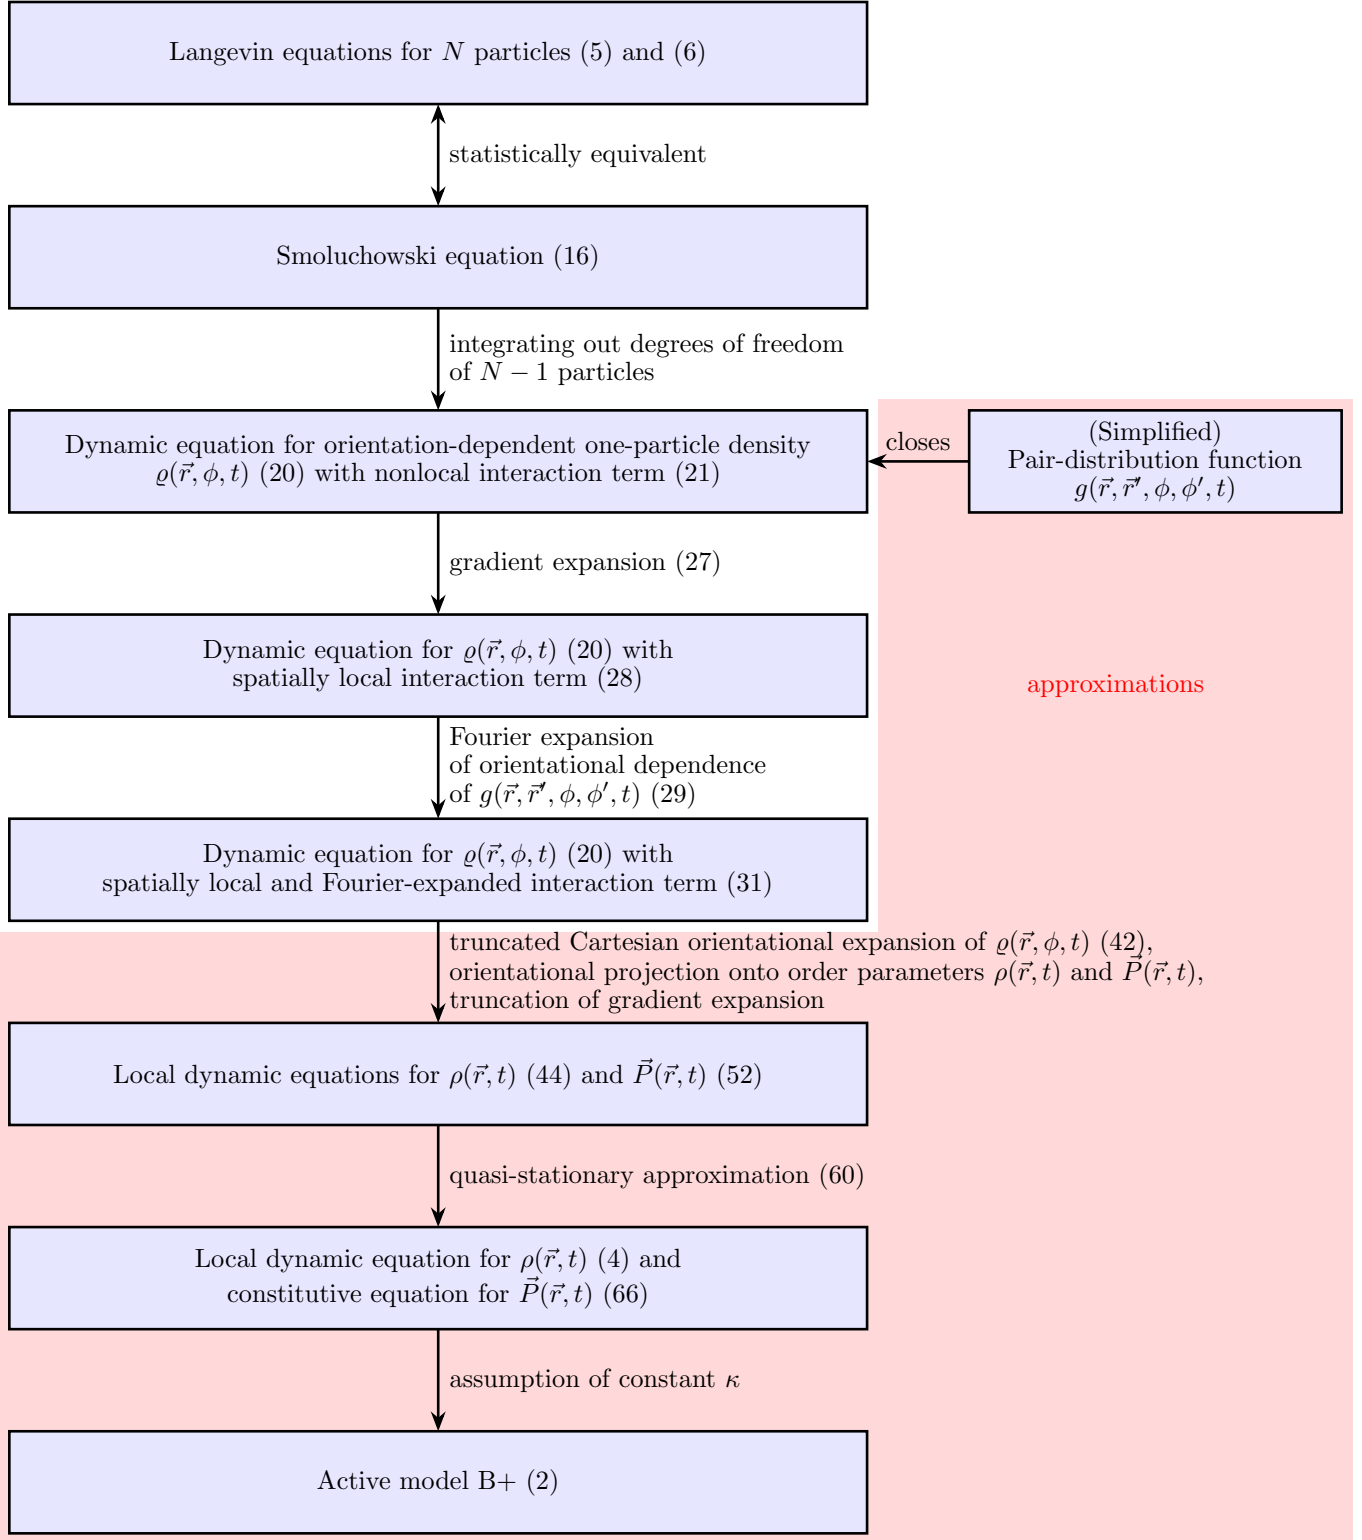 Langevin equations for N particles (5) and (6)
statistically equivalent
Smoluchowski equation (16)
integrating out degrees of freedom
of N − 1 particles
Dynamic equation for orientation-dependent one-particle density
ϱ(r⃗, ϕ, t) (20) with nonlocal interaction term (21)
closes
(Simplified)
Pair-distribution function
g(r⃗, r⃗′, ϕ, ϕ′, t)
gradient expansion (27)
Dynamic equation for ϱ(r⃗, ϕ, t) (20) with
spatially local interaction term (28)
approximations
Fourier expansion
of orientational dependence
of g(r⃗, r⃗′, ϕ, ϕ′, t) (29)
Dynamic equation for ϱ(r⃗, ϕ, t) (20) with
spatially local and Fourier-expanded interaction term (31)
truncated Cartesian orientational expansion of ϱ(r⃗, ϕ, t) (42),
orientational projection onto order parameters ρ(r⃗, t) and P⃗(r⃗, t),
truncation of gradient expansion
Local dynamic equations for ρ(r⃗, t) (44) and P⃗(r⃗, t) (52)
quasi-stationary approximation (60)
Local dynamic equation for ρ(r⃗, t) (4) and
constitutive equation for P⃗(r⃗, t) (66)
assumption of constant κ
Active model B+ (2)